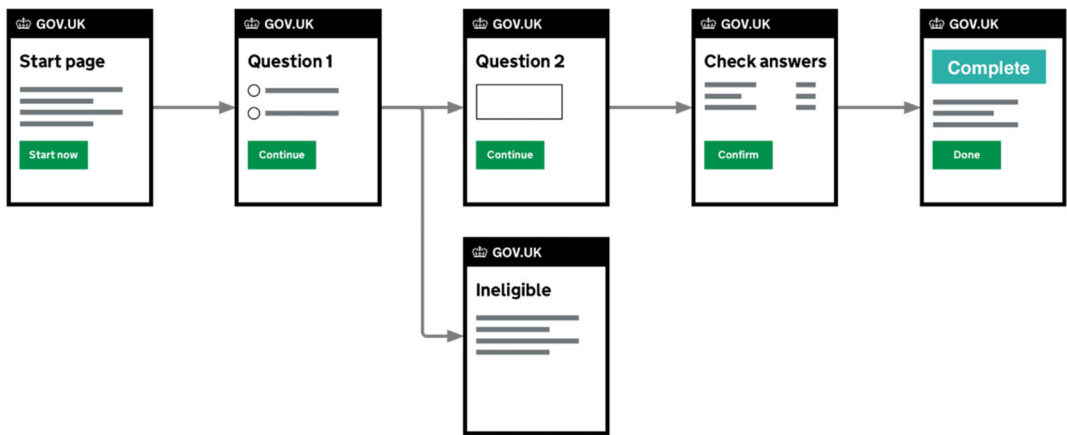 GOV.UK
Start page
Start now
GOV.UK
Question 1
Continue
GOV.UK
Question 2
Continue
GOV.UK
Check answers
Confirm
GOV.UK
Complete
Done
GOV.UK
Ineligible